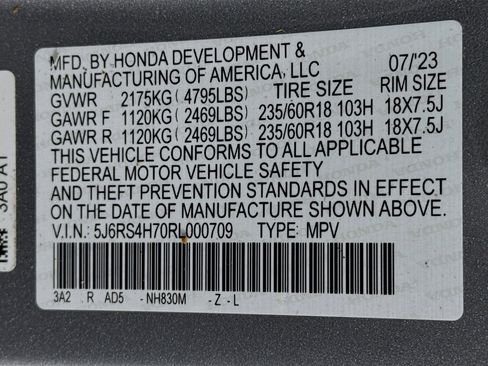 MFD. BY HONDA DEVELOPMENT & 07/'23
MANUFACTURING OF AMERICA, LLC
GVWR 2175KG ( 4795LBS) TIRE SIZE RIM SIZE
GAWR F 1120KG ( 2469LBS) 235/60R18 103H 18X7.5J
GAWR R 1120KG ( 2469LBS) 235/60R18 103H 18X7.5J
THIS VEHICLE CONFORMS TO ALL APPLICABLE
FEDERAL MOTOR VEHICLE SAFETY
AND THEFT PREVENTION STANDARDS IN EFFECT
ON THE DATE OF MANUFACTURE SHOWN ABOVE.
V.I.N.: 5J6RS4H70RL000709 TYPE: MPV
3A2 . R AD5 - NH830M - Z - L
3A0 A1